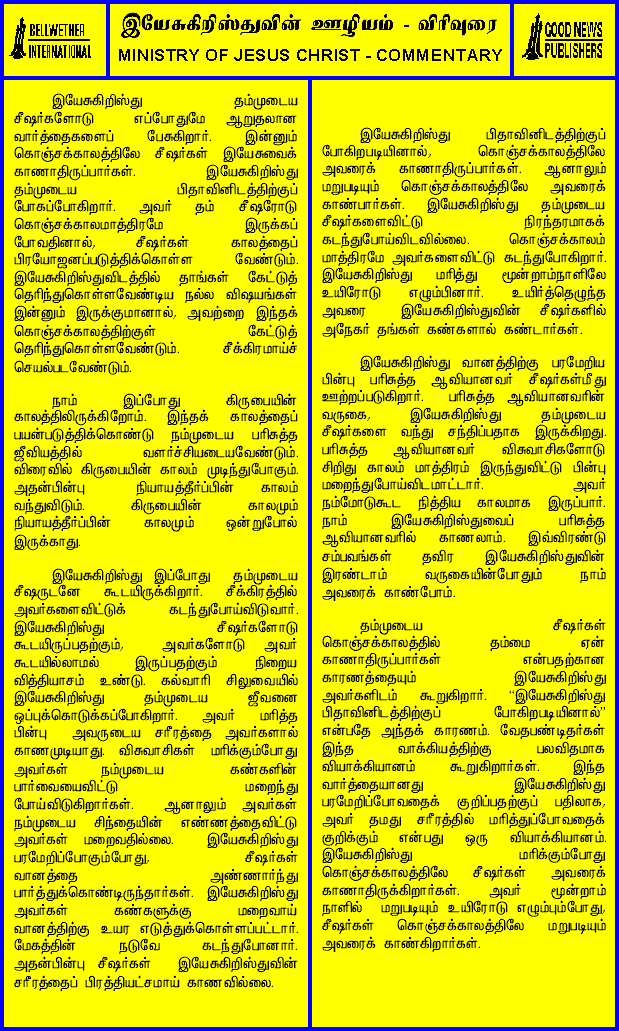 BELLWETHER
INTERNATIONAL
இயேசுகிறிஸ்துவின் ஊழியம் - விரிவுரை
MINISTRY OF JESUS CHRIST - COMMENTARY
GOOD NEWS
PUBLISHERS
இயேசுகிறிஸ்து தம்முடைய
சீஷர்களோடு எப்போதுமே ஆறுதலான
வார்த்தைகளைப் பேசுகிறார். இன்னும்
கொஞ்சக்காலத்திலே சீஷர்கள் இயேசுவைக்
காணாதிருப்பார்கள். இயேசுகிறிஸ்து
தம்முடைய பிதாவினிடத்திற்குப்
போகப்போகிறார். அவர் தம் சீஷரோடு
கொஞ்சக்காலமாத்திரமே இருக்கப்
போவதினால், சீஷர்கள் காலத்தைப்
பிரயோஜனப்படுத்திக்கொள்ள வேண்டும்.
இயேசுகிறிஸ்துவிடத்தில் தாங்கள் கேட்டுத்
தெரிந்துகொள்ளவேண்டிய நல்ல விஷயங்கள்
இன்னும் இருக்குமானால், அவற்றை இந்தக்
கொஞ்சக்காலத்திற்குள் கேட்டுத்
தெரிந்துகொள்ளவேண்டும். சீக்கிரமாய்ச்
செயல்படவேண்டும்.
நாம் இப்போது கிருபையின்
காலத்திலிருக்கிறோம். இந்தக் காலத்தைப்
பயன்படுத்திக்கொண்டு நம்முடைய பரிசுத்த
ஜீவியத்தில் வளர்ச்சியடையவேண்டும்.
விரைவில் கிருபையின் காலம் முடிந்துபோகும்.
அதன்பின்பு நியாயத்தீர்ப்பின் காலம்
வந்துவிடும். கிருபையின் காலமும்
நியாயத்தீர்ப்பின் காலமும் ஒன்றுபோல்
இருக்காது.
இயேசுகிறிஸ்து இப்போது தம்முடைய
சீஷருடனே கூடயிருக்கிறார். சீக்கிரத்தில்
அவர்களைவிட்டுக் கடந்துபோய்விடுவார்.
இயேசுகிறிஸ்து சீஷர்களோடு
கூடயிருப்பதற்கும், அவர்களோடு அவர்
கூடயில்லாமல் இருப்பதற்கும் நிறைய
வித்தியாசம் உண்டு. கல்வாரி சிலுவையில்
இயேசுகிறிஸ்து தம்முடைய ஜீவனை
ஒப்புக்கொடுக்கப்போகிறார். அவர் மரித்த
பின்பு அவருடைய சரீரத்தை அவர்களால்
காணமுடியாது. விசுவாசிகள் மரிக்கும்போது
அவர்கள் நம்முடைய கண்களின்
பார்வையைவிட்டு மறைந்து
போய்விடுகிறார்கள். ஆனாலும் அவர்கள்
நம்முடைய சிந்தையின் எண்ணத்தைவிட்டு
அவர்கள் மறைவதில்லை. இயேசுகிறிஸ்து
பரமேறிப்போகும்போது, சீஷர்கள்
வானத்தை அண்ணார்ந்து
பார்த்துக்கொண்டிருந்தார்கள். இயேசுகிறிஸ்து
அவர்கள் கண்களுக்கு மறைவாய்
வானத்திற்கு உயர எடுத்துக்கொள்ளப்பட்டார்.
மேகத்தின் நடுவே கடந்துபோனார்.
அதன்பின்பு சீஷர்கள் இயேசுகிறிஸ்துவின்
சரீரத்தைப் பிரத்தியட்சமாய் காணவில்லை.
இயேசுகிறிஸ்து பிதாவினிடத்திற்குப்
போகிறபடியினால், கொஞ்சக்காலத்திலே
அவரைக் காணாதிருப்பார்கள். ஆனாலும்
மறுபடியும் கொஞ்சக்காலத்திலே அவரைக்
காண்பார்கள். இயேசுகிறிஸ்து தம்முடைய
சீஷர்களைவிட்டு நிரந்தரமாகக்
கடந்துபோய்விடவில்லை. கொஞ்சக்காலம்
மாத்திரமே அவர்களைவிட்டு கடந்துபோகிறார்.
இயேசுகிறிஸ்து மரித்து மூன்றாம்நாளிலே
உயிரோடு எழும்பினார். உயிர்த்தெழுந்த
அவரை இயேசுகிறிஸ்துவின் சீஷர்களில்
அநேகர் தங்கள் கண்களால் கண்டார்கள்.
இயேசுகிறிஸ்து வானத்திற்கு பரமேறிய
பின்பு பரிசுத்த ஆவியானவர் சீஷர்கள்மீது
ஊற்றப்படுகிறார். பரிசுத்த ஆவியானவரின்
வருகை, இயேசுகிறிஸ்து தம்முடைய
சீஷர்களை வந்து சந்திப்பதாக இருக்கிறது.
பரிசுத்த ஆவியானவர் விசுவாசிகளோடு
சிறிது காலம் மாத்திரம் இருந்துவிட்டு பின்பு
மறைந்துபோய்விடமாட்டார். அவர்
நம்மோடுகூட நித்திய காலமாக இருப்பார்.
நாம் இயேசுகிறிஸ்துவைப் பரிசுத்த
ஆவியானவரில் காணலாம். இவ்விரண்டு
சம்பவங்கள் தவிர இயேசுகிறிஸ்துவின்
இரண்டாம் வருகையின்போதும் நாம்
அவரைக் காண்போம்.
தம்முடைய சீஷர்கள்
கொஞ்சக்காலத்தில் தம்மை ஏன்
காணாதிருப்பார்கள் என்பதற்கான
காரணத்தையும் இயேசுகிறிஸ்து
அவர்களிடம் கூறுகிறார். “இயேசுகிறிஸ்து
பிதாவினிடத்திற்குப் போகிறபடியினால்”
என்பதே அந்தக் காரணம். வேதபண்டிதர்கள்
இந்த வாக்கியத்திற்கு பலவிதமாக
வியாக்கியானம் கூறுகிறார்கள். இந்த
வார்த்தையானது இயேசுகிறிஸ்து
பரமேறிப்போவதைக் குறிப்பதற்குப் பதிலாக,
அவர் தமது சரீரத்தில் மரித்துப்போவதைக்
குறிக்கும் என்பது ஒரு வியாக்கியானம்.
இயேசுகிறிஸ்து மரிக்கும்போது
கொஞ்சக்காலத்திலே சீஷர்கள் அவரைக்
காணாதிருக்கிறார்கள். அவர் மூன்றாம்
நாளில் மறுபடியும் உயிரோடு எழும்பும்போது,
சீஷர்கள் கொஞ்சக்காலத்திலே மறுபடியும்
அவரைக் காண்கிறார்கள்.